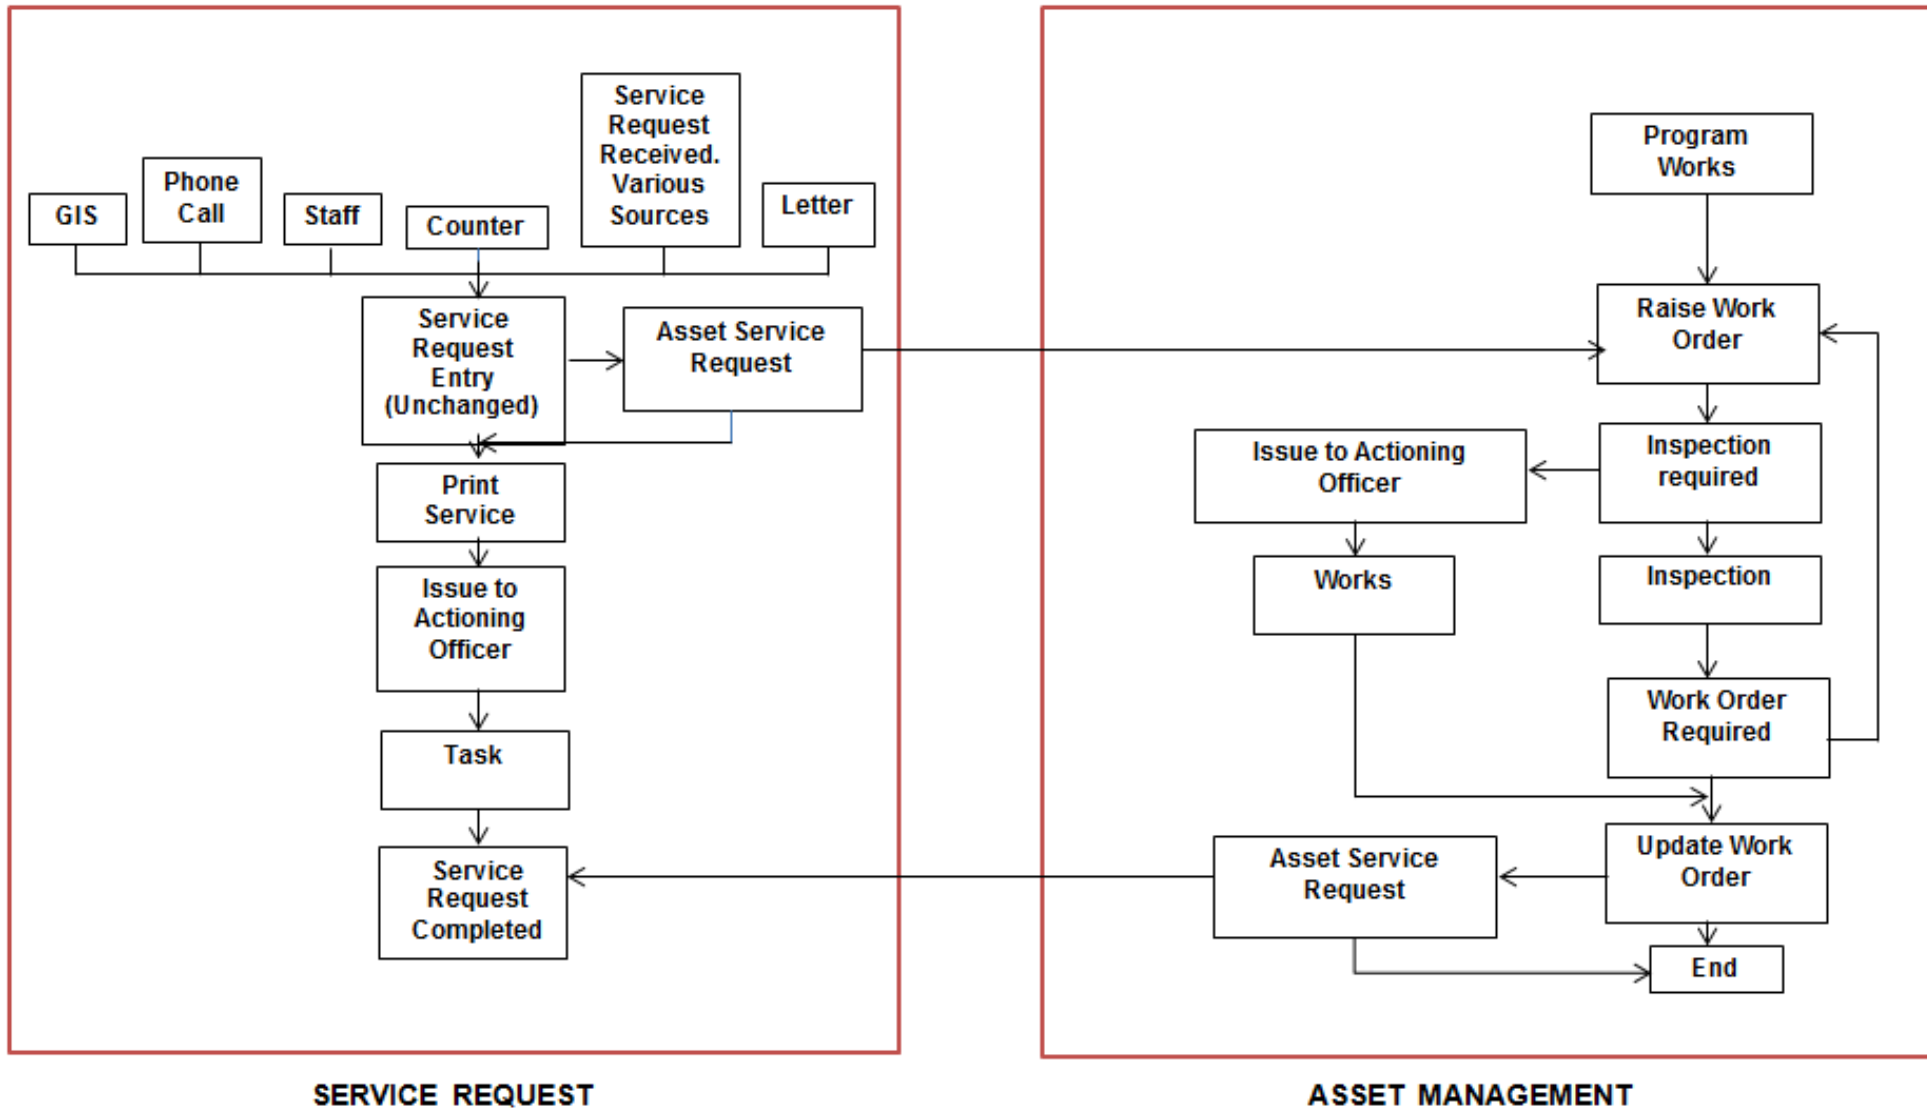 GIS
Phone
Call
Staff
Counter
Service
Request
Received.
Various
Sources
Letter
Service
Request
Entry
(Unchanged)
Asset Service
Request
Print
Service
Issue to
Actioning
Officer
Task
Service
Request
Completed
SERVICE REQUEST
Program
Works
Raise Work
Order
Inspection
required
Issue to Actioning
Officer
Works
Inspection
Work Order
Required
Update Work
Order
Asset Service
Request
End
ASSET MANAGEMENT